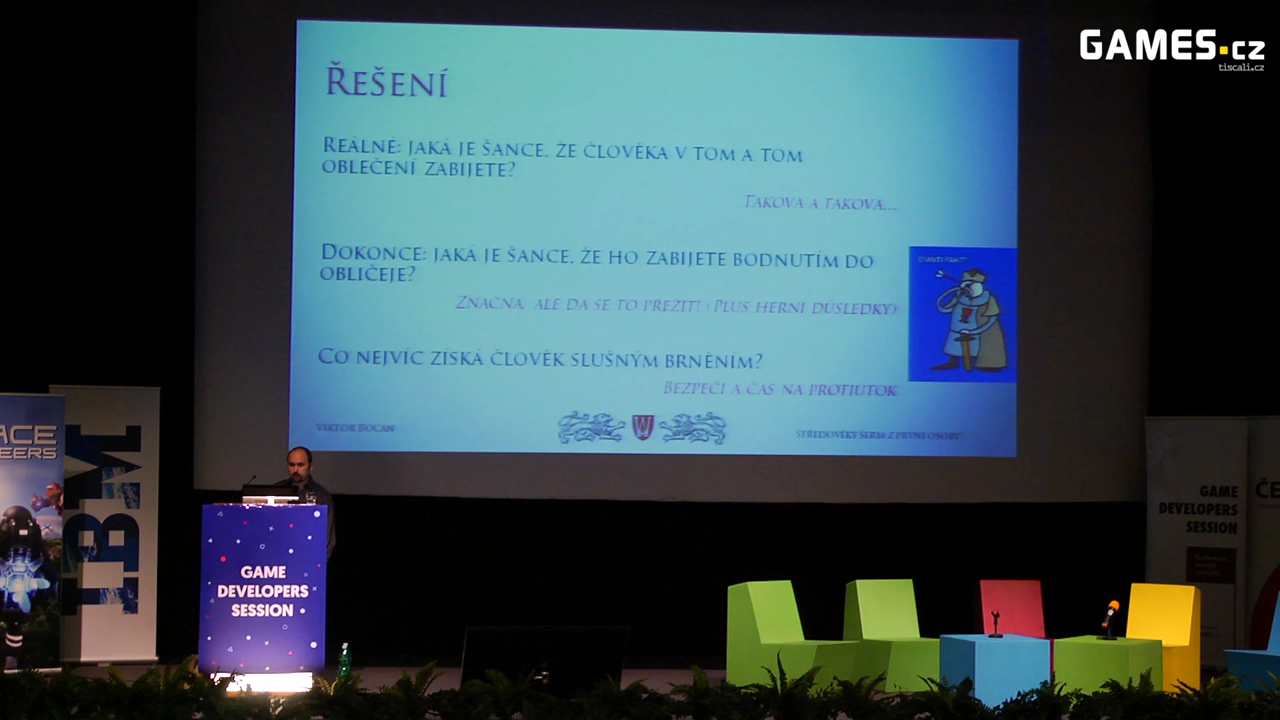 GAMES.cz
tiscali.cz
ŘEŠENÍ
REÁLNĚ: JAKÁ JE ŠANCE, ŽE ČLOVĚKA V TOM A TOM
OBLEČENÍ ZABIJETE?
TAKOVÁ A TAKOVÁ...
DOKONCE: JAKÁ JE ŠANCE, ŽE HO ZABIJETE BODNUTÍM DO
OBLIČEJE?
ZNAČNÁ, ALE DÁ SE TO PŘEŽÍT! (PLUS HERNÍ DŮSLEDKY)
CO NEJVÍC ZÍSKÁ ČLOVĚK SLUŠNÝM BRNĚNÍM?
BEZPEČÍ A ČAS NA PROTIÚTOK
VIKTOR BOCAN
STŘEDOVĚKÝ ŠERM Z PRVNÍ OSOBY
ACE
EERS
IBM
GAME
DEVELOPERS
SESSION
GAME
DEVELOPERS
SESSION
ČE